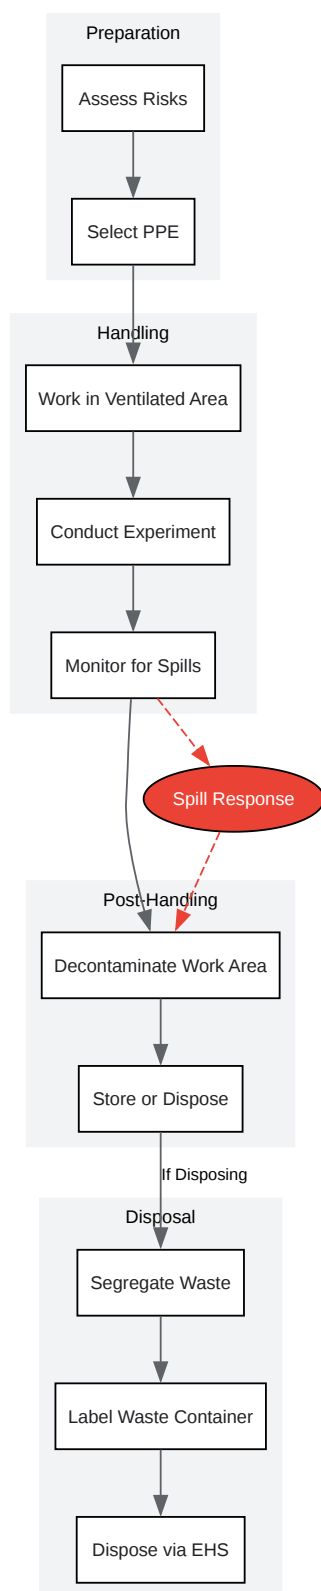 Preparation
Assess Risks
Select PPE
Handling
Work in Ventilated Area
Conduct Experiment
Monitor for Spills
Spill Response
Post-Handling
Decontaminate Work Area
Store or Dispose
If Disposing
Disposal
Segregate Waste
Label Waste Container
Dispose via EHS